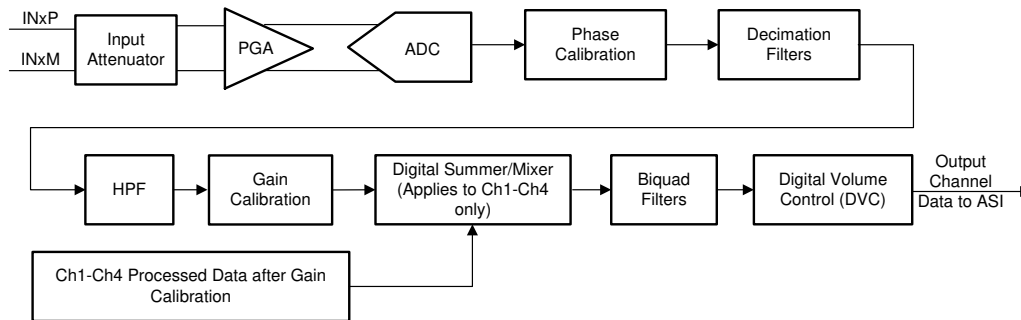 INxP
INxM
Input
Attenuator
PGA
ADC
Phase
Calibration
Decimation
Filters
HPF
Gain
Calibration
Digital Summer/Mixer
(Applies to Ch1-Ch4
only)
Biquad
Filters
Digital Volume
Control (DVC)
Output
Channel
Data to ASI
Ch1-Ch4 Processed Data after Gain
Calibration